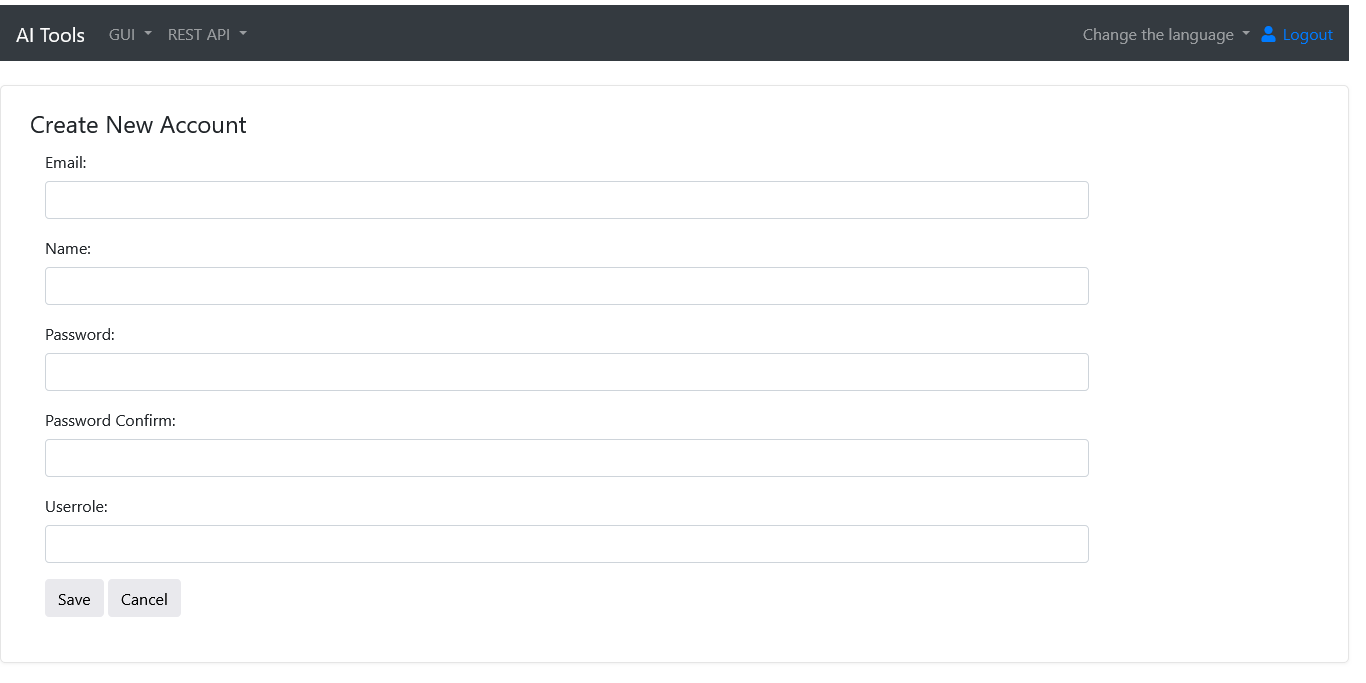 AI Tools GUI REST API Change the language Logout
Create New Account
Email:
Name:
Password:
Password Confirm:
Userrole:
Save Cancel